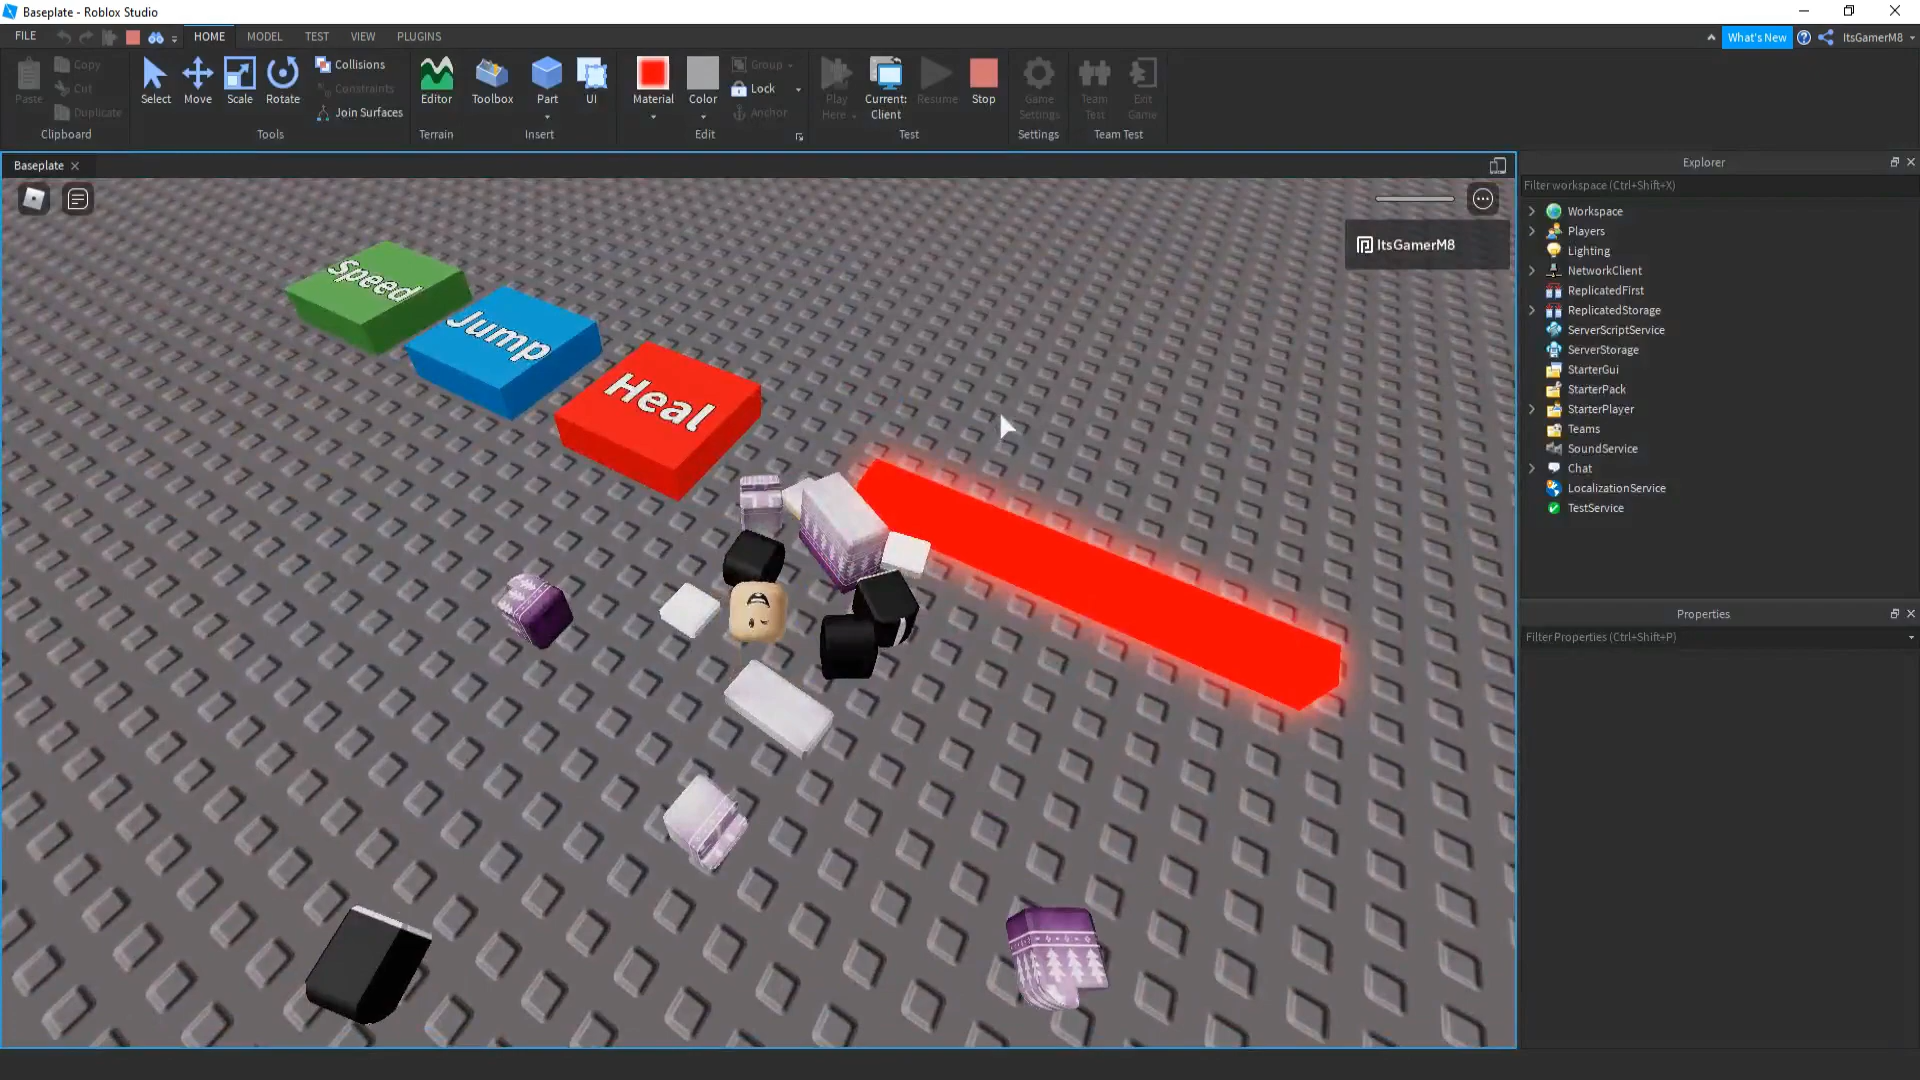 Baseplate - Roblox Studio
FILE HOME MODEL TEST VIEW PLUGINS What's New ItsGamerM8
Paste Copy Cut Duplicate Clipboard
Select Move Scale Rotate Collisions Constraints Join Surfaces Tools
Editor Terrain
Toolbox Part UI Insert
Material Color Group Lock Anchor Edit
Play Here Current: Client Resume Stop Test
Game Settings Settings
Team Test Exit Game Team Test
Baseplate
ItsGamerM8
Speed
Jump
Heal
Explorer
Filter workspace (Ctrl+Shift+X)
Workspace
Players
Lighting
NetworkClient
ReplicatedFirst
ReplicatedStorage
ServerScriptService
ServerStorage
StarterGui
StarterPack
StarterPlayer
Teams
SoundService
Chat
LocalizationService
TestService
Properties
Filter Properties (Ctrl+Shift+P)